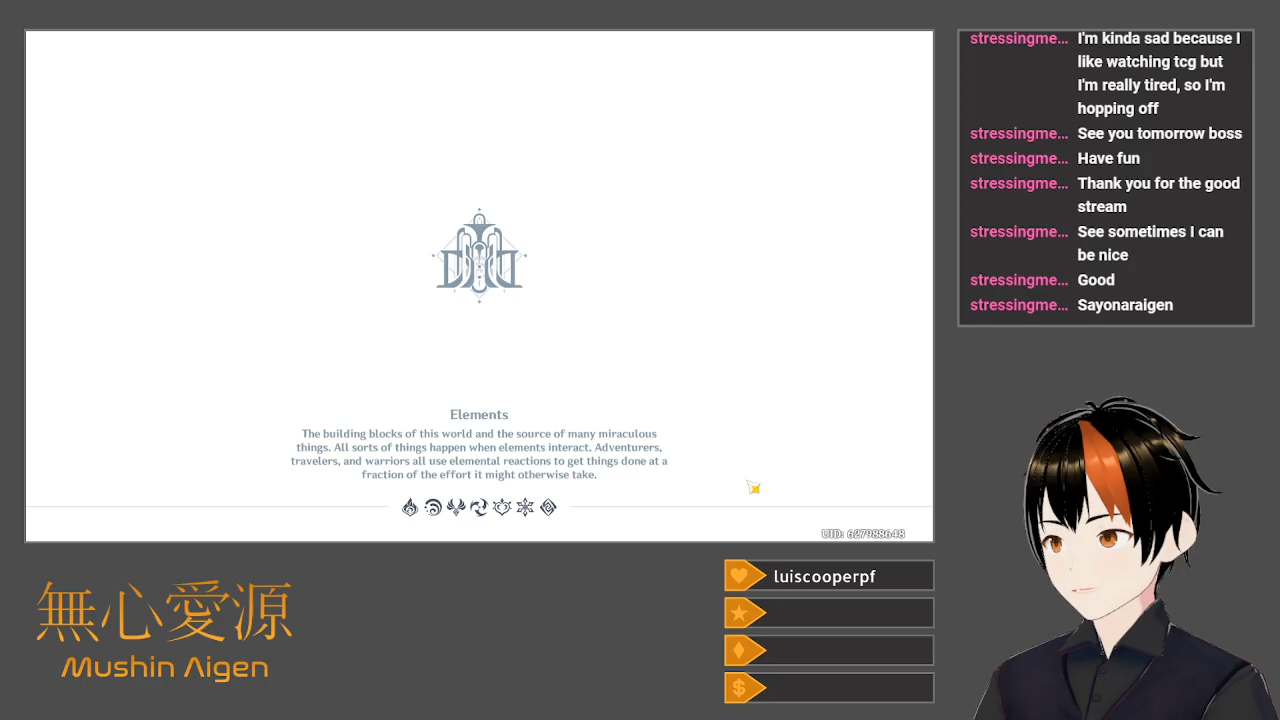 stressingme... I'm kinda sad because I
like watching tcg but
I'm really tired, so I'm
hopping off
stressingme... See you tomorrow boss
stressingme... Have fun
stressingme... Thank you for the good
stream
stressingme... See sometimes I can
be nice
stressingme... Good
stressingme... Sayonaraigen
Elements
The building blocks of this world and the source of many miraculous
things. All sorts of things happen when elements interact. Adventurers,
travelers, and warriors all use elemental reactions to get things done at a
fraction of the effort it might otherwise take.
UID: 627988648
luiscooperpf
無心愛源
Mushin Aigen